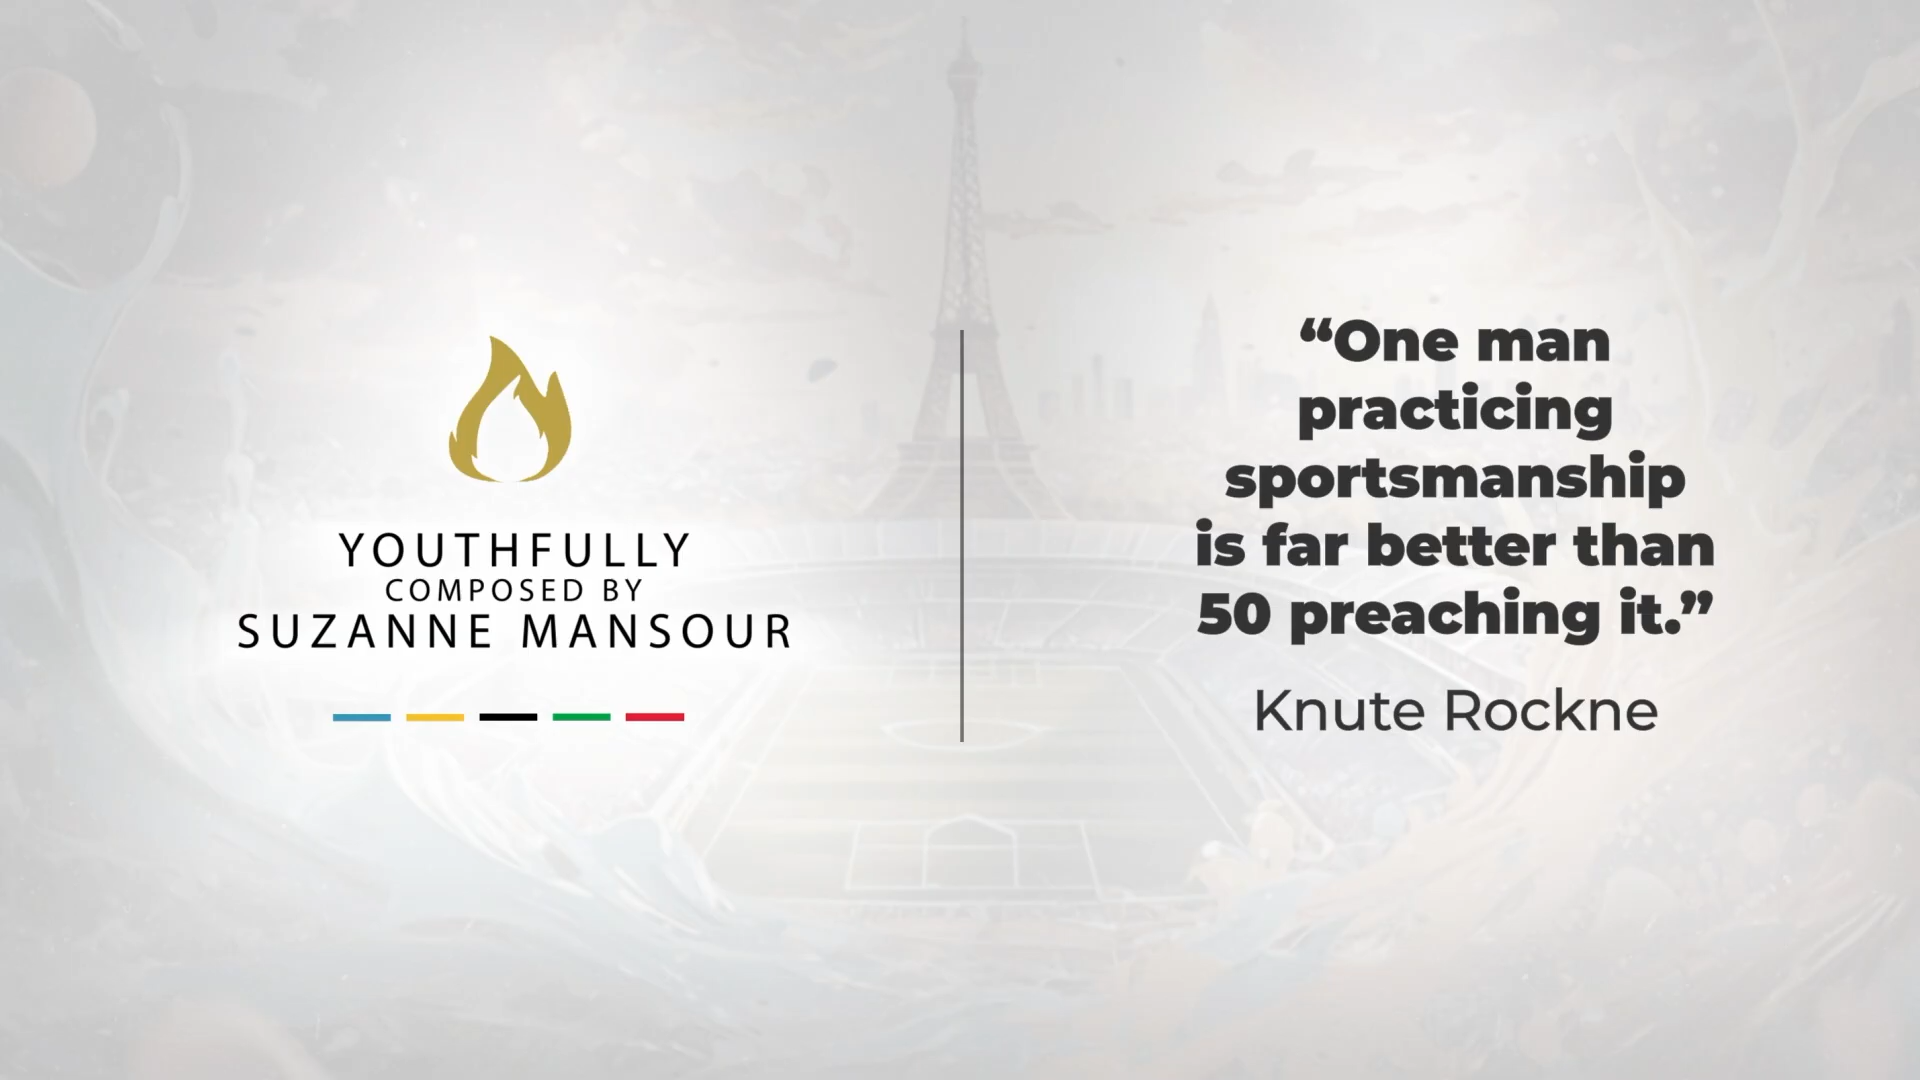 YOUTHFULLY
COMPOSED BY
SUZANNE MANSOUR
“One man
practicing
sportsmanship
is far better than
50 preaching it.”
Knute Rockne